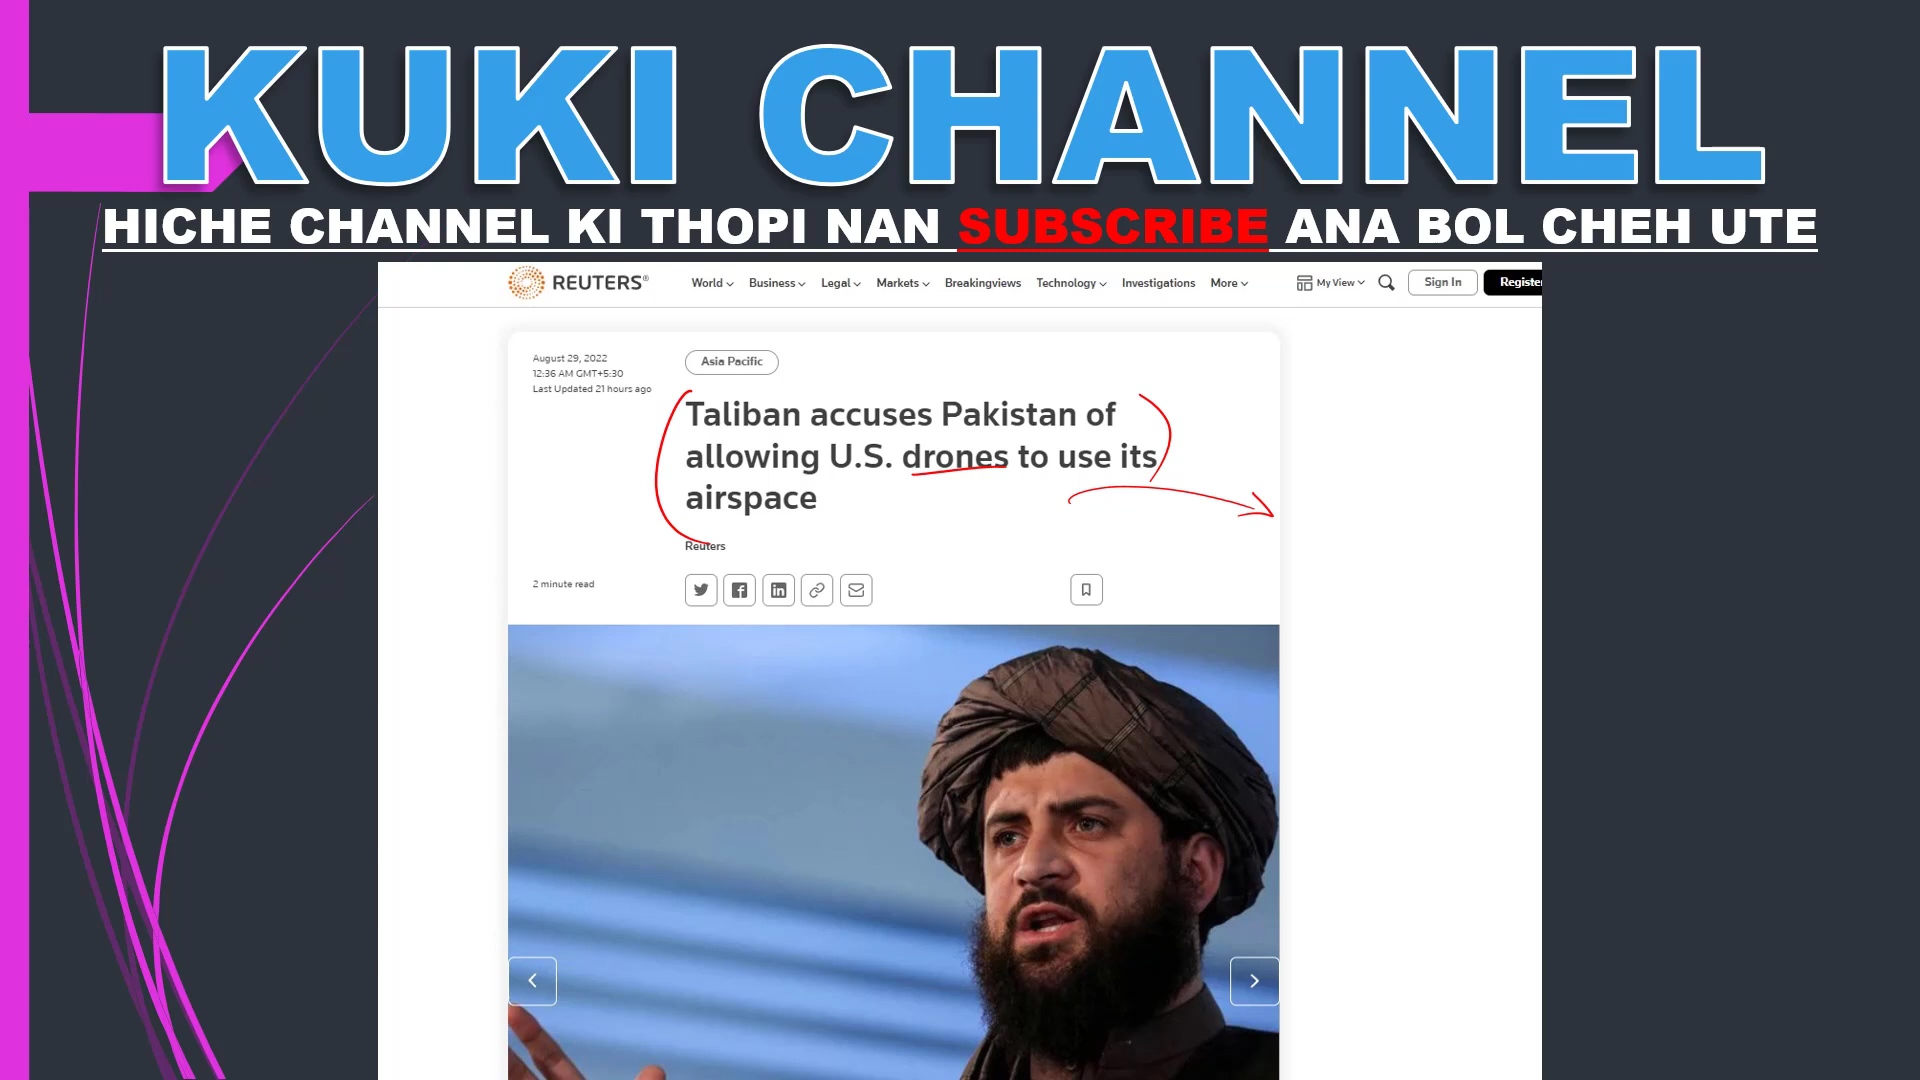 KUKI CHANNEL
HICHE CHANNEL KI THOPI NAN SUBSCRIBE ANA BOL CHEH UTE
REUTERS® World Business Legal Markets Breakingviews Technology Investigations More My View Sign In Register
August 29, 2022
12:36 AM GMT+5:30
Last Updated 21 hours ago
Asia Pacific
Taliban accuses Pakistan of
allowing U.S. drones to use its
airspace
Reuters
2 minute read